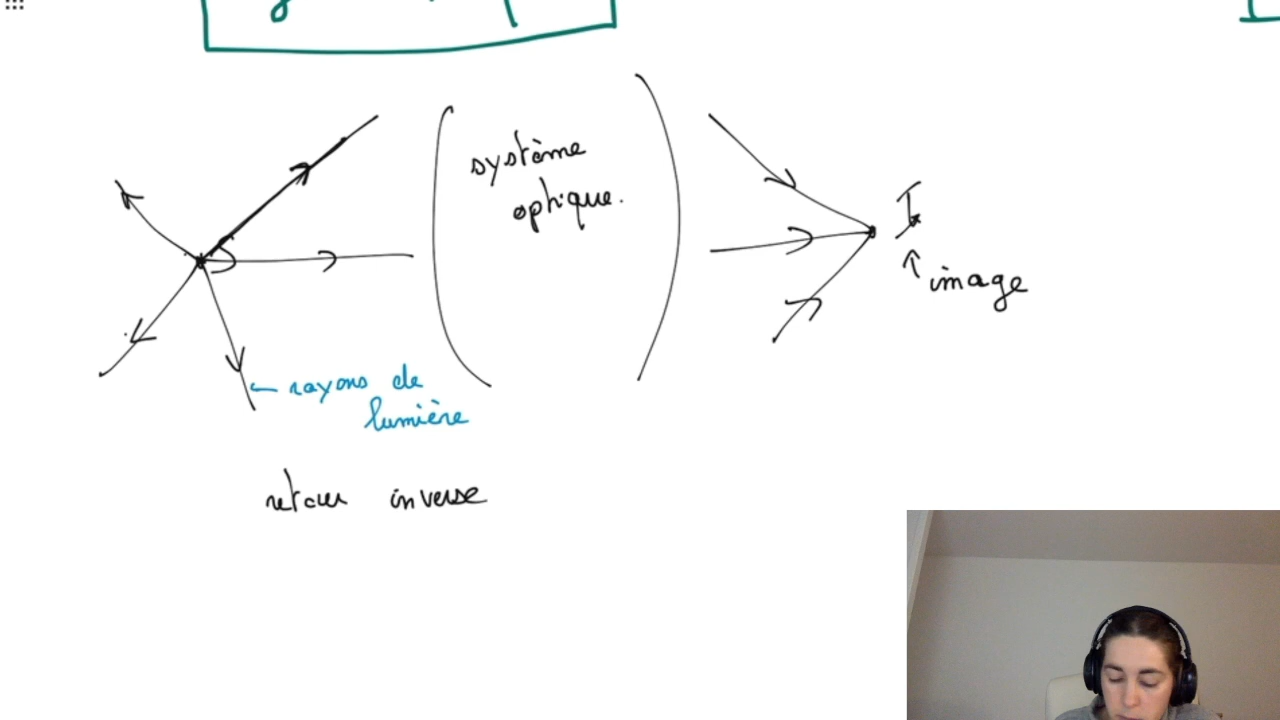 système
optique.
I
image
rayons de
lumière
retour inverse